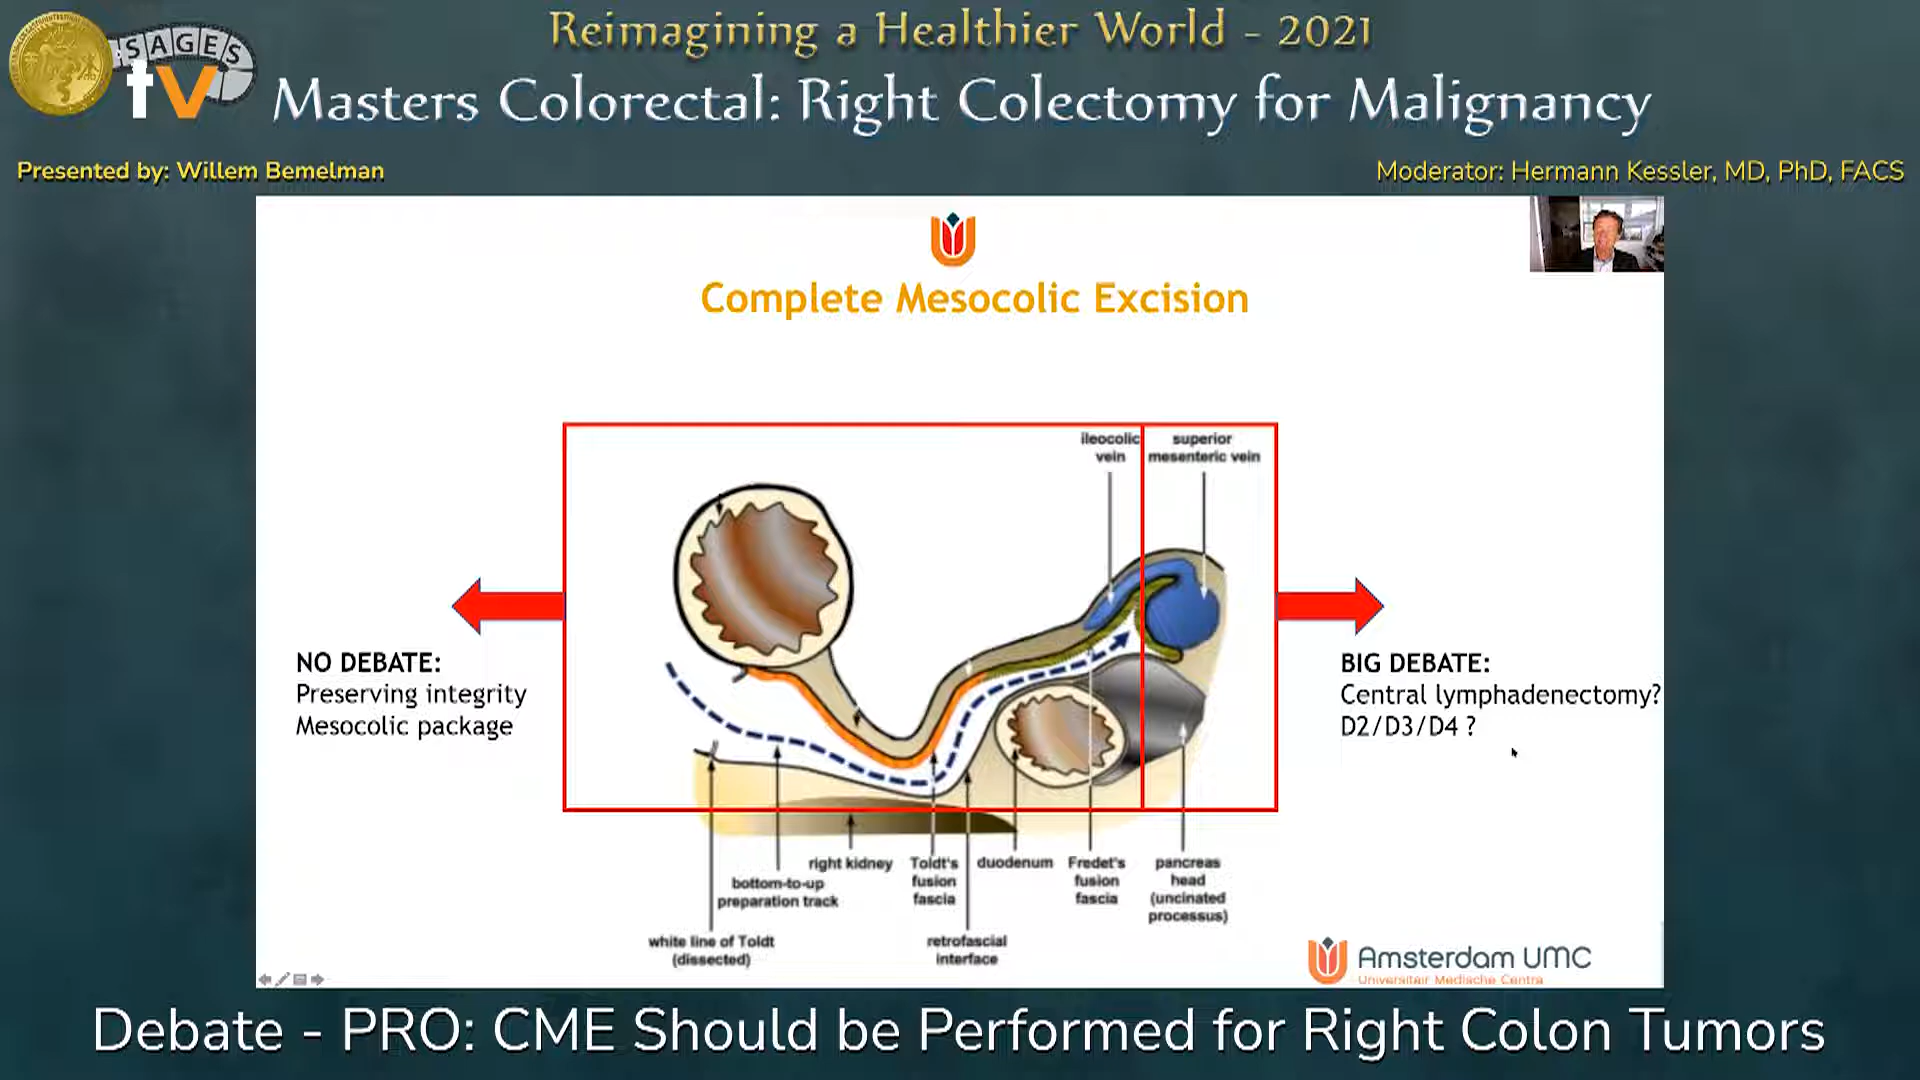 Reimagining a Healthier World - 2021
SAGES
tv
Masters Colorectal: Right Colectomy for Malignancy
Presented by: Willem Bemelman
Moderator: Hermann Kessler, MD, PhD, FACS
Complete Mesocolic Excision
ileocolic
vein
superior
mesenteric vein
NO DEBATE:
Preserving integrity
Mesocolic package
BIG DEBATE:
Central lymphadenectomy?
D2/D3/D4 ?
right kidney
bottom-to-up
preparation track
Toldt's
fusion
fascia
duodenum
Fredet's
fusion
fascia
pancreas
head
(uncinated
processus)
white line of Toldt
(dissected)
retrofascial
interface
Amsterdam UMC
Universitair Medische Centra
Debate - PRO: CME Should be Performed for Right Colon Tumors